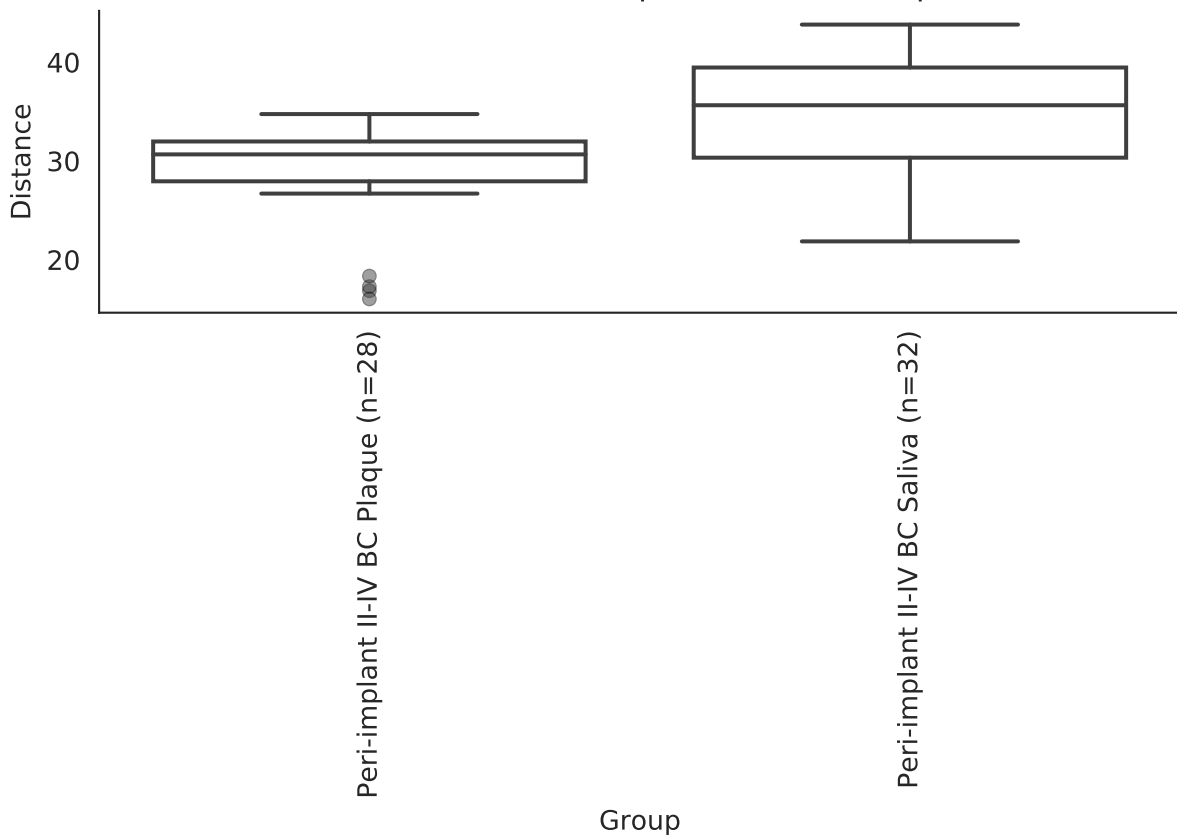 Distance
40
30
20
Peri-implant II-IV BC Plaque (n=28)
Peri-implant II-IV BC Saliva (n=32)
Group